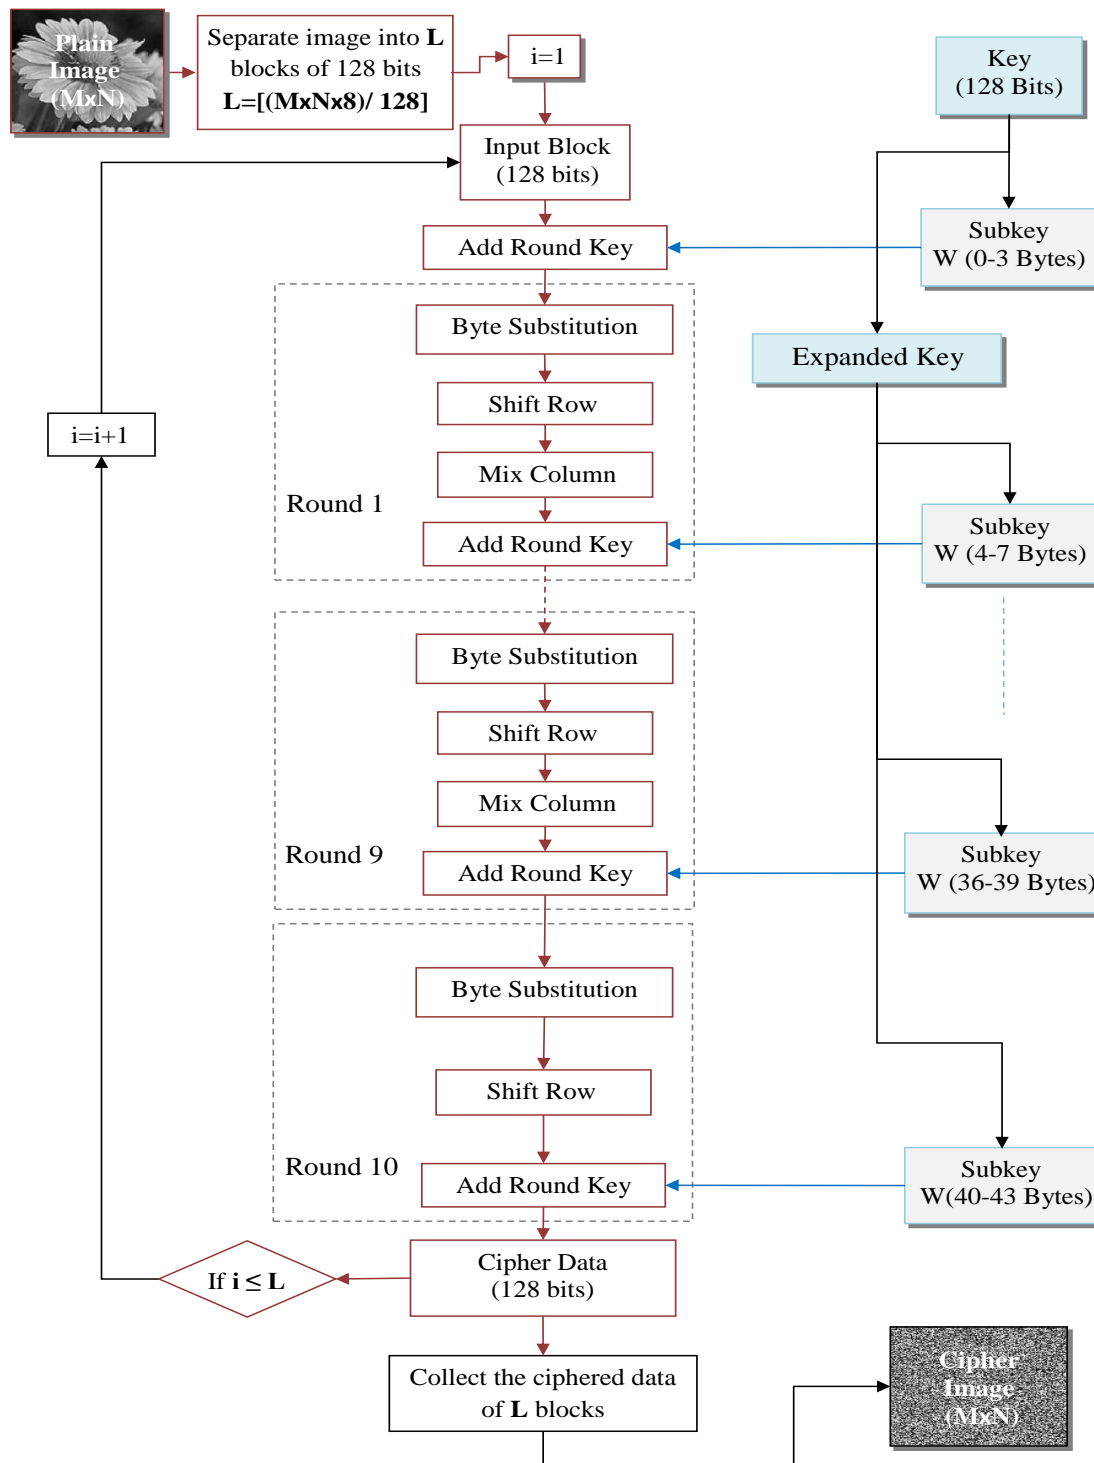 Plain
Image
(MxN)
Separate image into L
blocks of 128 bits
L=[(MxNx8)/ 128]
i=1
Key
(128 Bits)
Input Block
(128 bits)
Add Round Key
Subkey
W (0-3 Bytes)
Byte Substitution
Expanded Key
Shift Row
i=i+1
Mix Column
Round 1
Add Round Key
Subkey
W (4-7 Bytes)
Byte Substitution
Shift Row
Mix Column
Round 9
Add Round Key
Subkey
W (36-39 Bytes)
Byte Substitution
Shift Row
Round 10
Add Round Key
Subkey
W(40-43 Bytes)
Cipher Data
(128 bits)
If i ≤ L
Collect the ciphered data
of L blocks
Cipher
Image
(MxN)